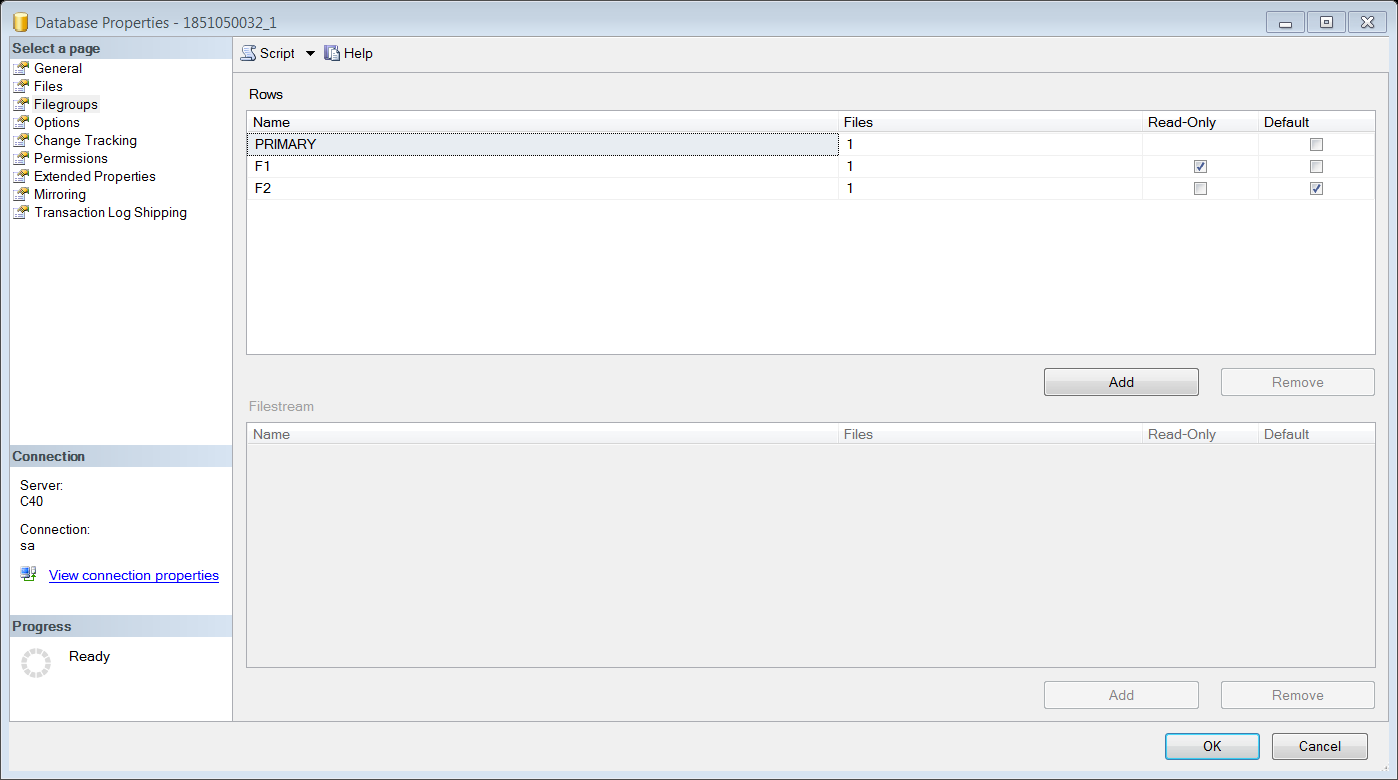 Database Properties - 1851050032_1
Select a page
General
Files
Filegroups
Options
Change Tracking
Permissions
Extended Properties
Mirroring
Transaction Log Shipping
Connection
Server:
C40
Connection:
sa
View connection properties
Progress
Ready
Script Help
Rows
Name Files Read-Only Default
PRIMARY 1
F1 1
F2 1
Add Remove
Filestream
Name Files Read-Only Default
Add Remove
OK Cancel